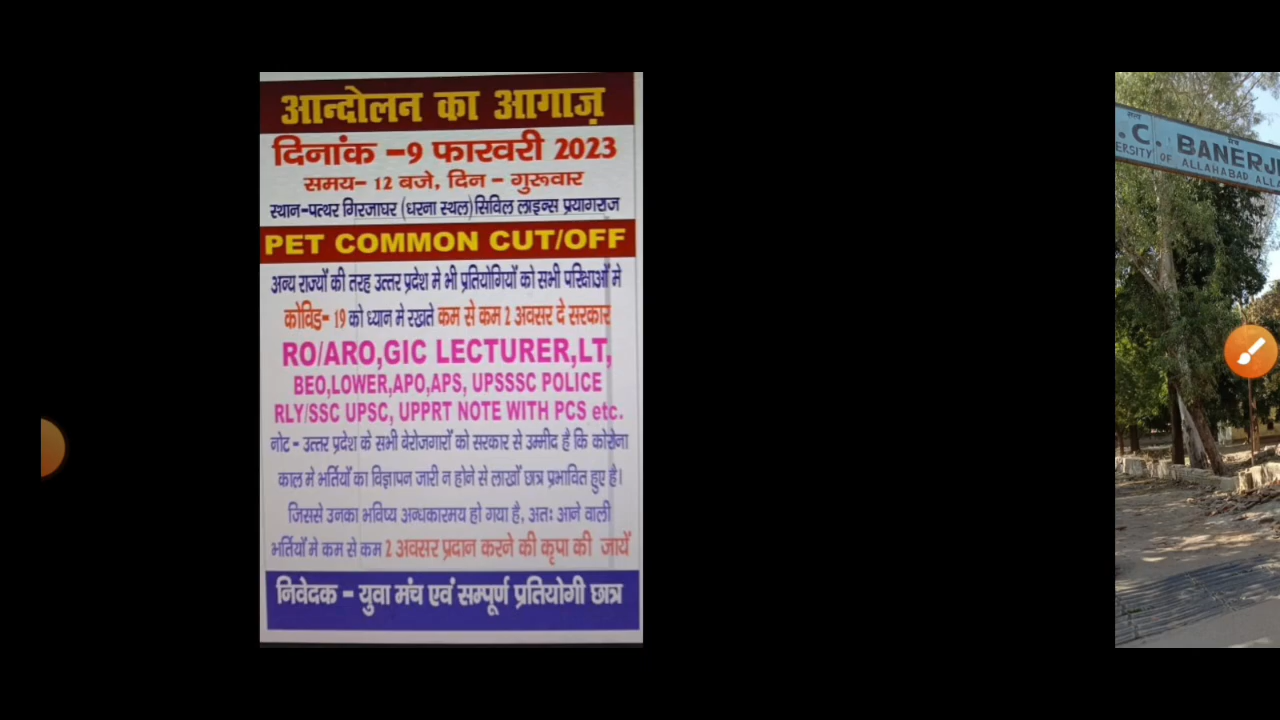 आन्दोलन का आगाज़
दिनांक -9 फारवरी 2023
समय- 12 बजे, दिन - गुरूवार
स्थान-पत्थर गिरजाघर (धरना स्थल) सिविल लाइन्स प्रयागराज
PET COMMON CUT/OFF
अन्य राज्यों की तरह उत्तर प्रदेश मे भी प्रतियोगियों को सभी परिक्षाओं मे
कोविड- 19 को ध्यान मे रखते कम से कम 2 अवसर दे सरकार
RO/ARO,GIC LECTURER,LT,
BEO,LOWER,APO,APS, UPSSSC POLICE
RLY/SSC UPSC, UPPRT NOTE WITH PCS etc.
नोट - उत्तर प्रदेश के सभी बेरोजगारों को सरकार से उम्मीद है कि कोरोना
काल मे भर्तियों का विज्ञापन जारी न होने से लाखों छात्र प्रभावित हुए है।
जिससे उनका भविष्य अन्धकारमय हो गया है, अतः आने वाली
भर्तियों मे कम से कम 2 अवसर प्रदान करने की कृपा की जायें
निवेदक - युवा मंच एवं सम्पूर्ण प्रतियोगी छात्र
.C. BANERJ
ERSITY OF ALLAHABAD ALLA